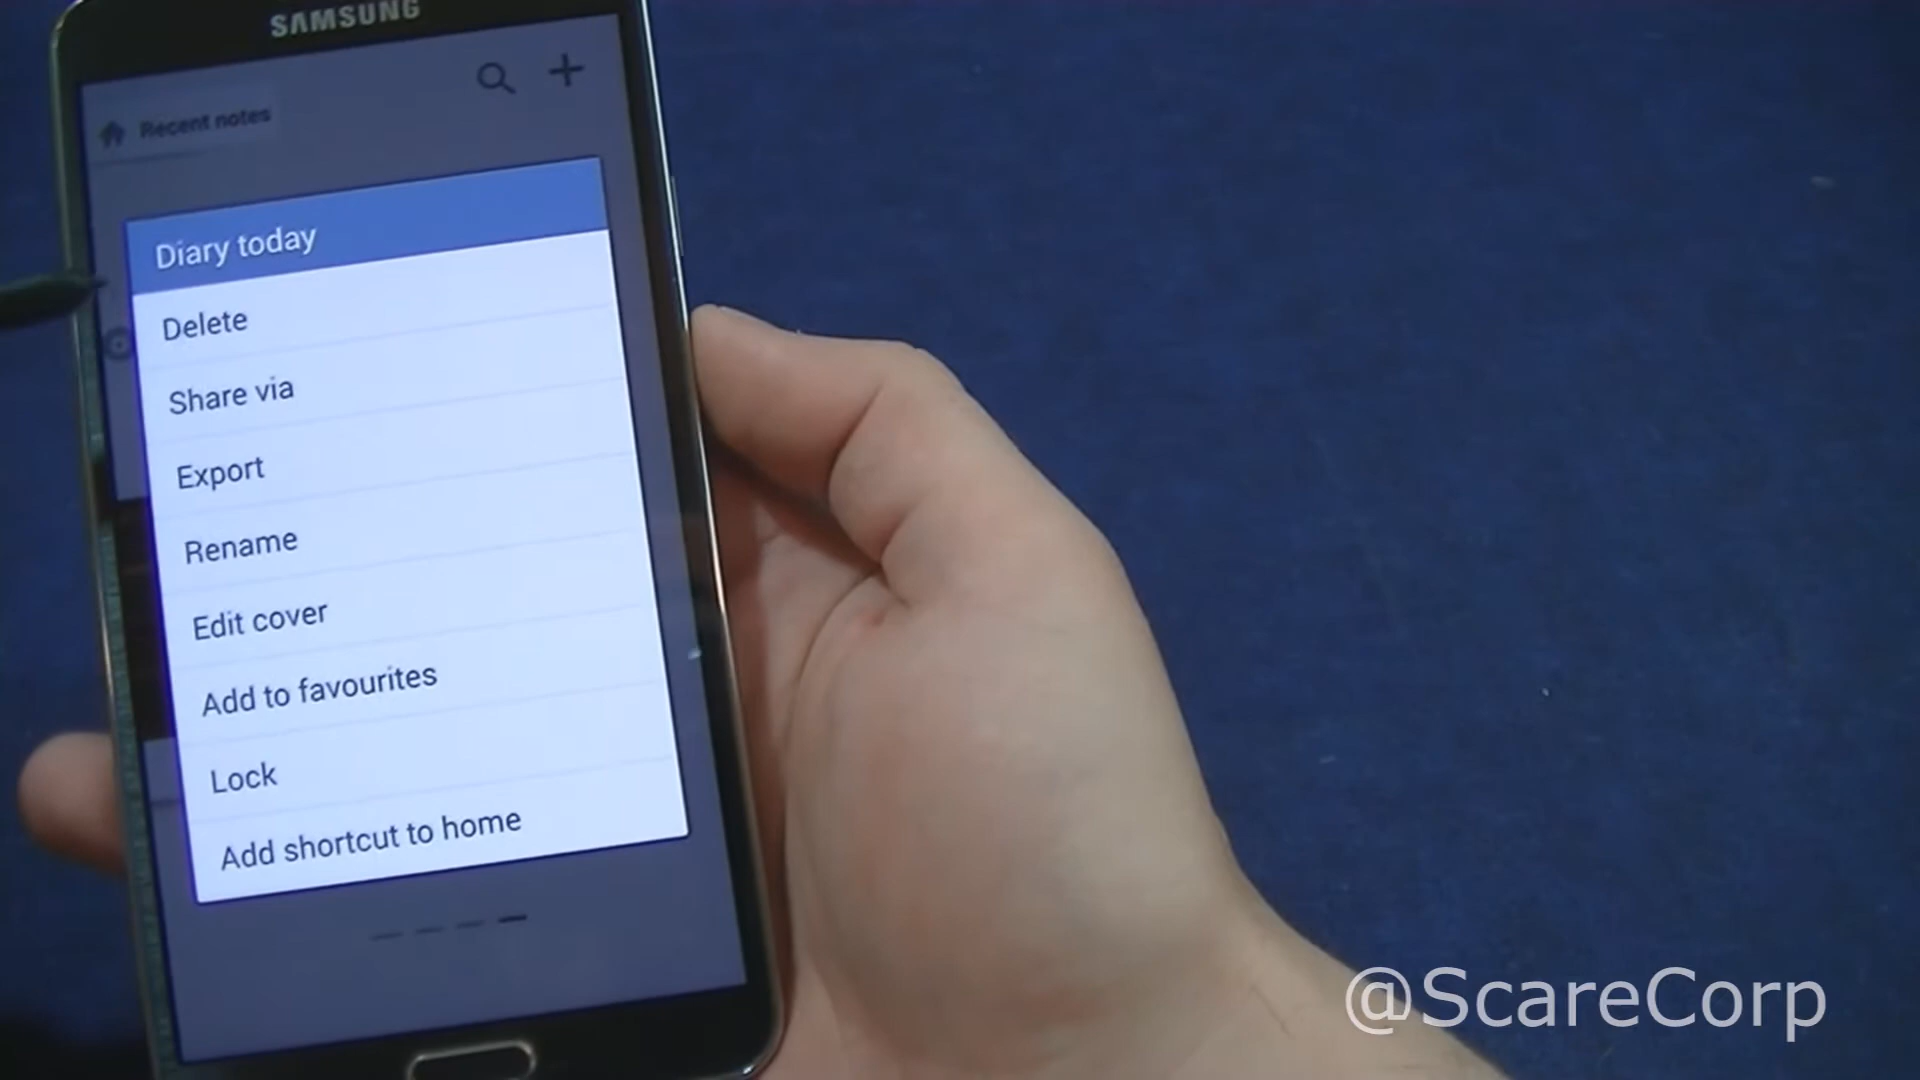 SAMSUNG
Recent notes
Diary today
Delete
Share via
Export
Rename
Edit cover
Add to favourites
Lock
Add shortcut to home
@ScareCorp